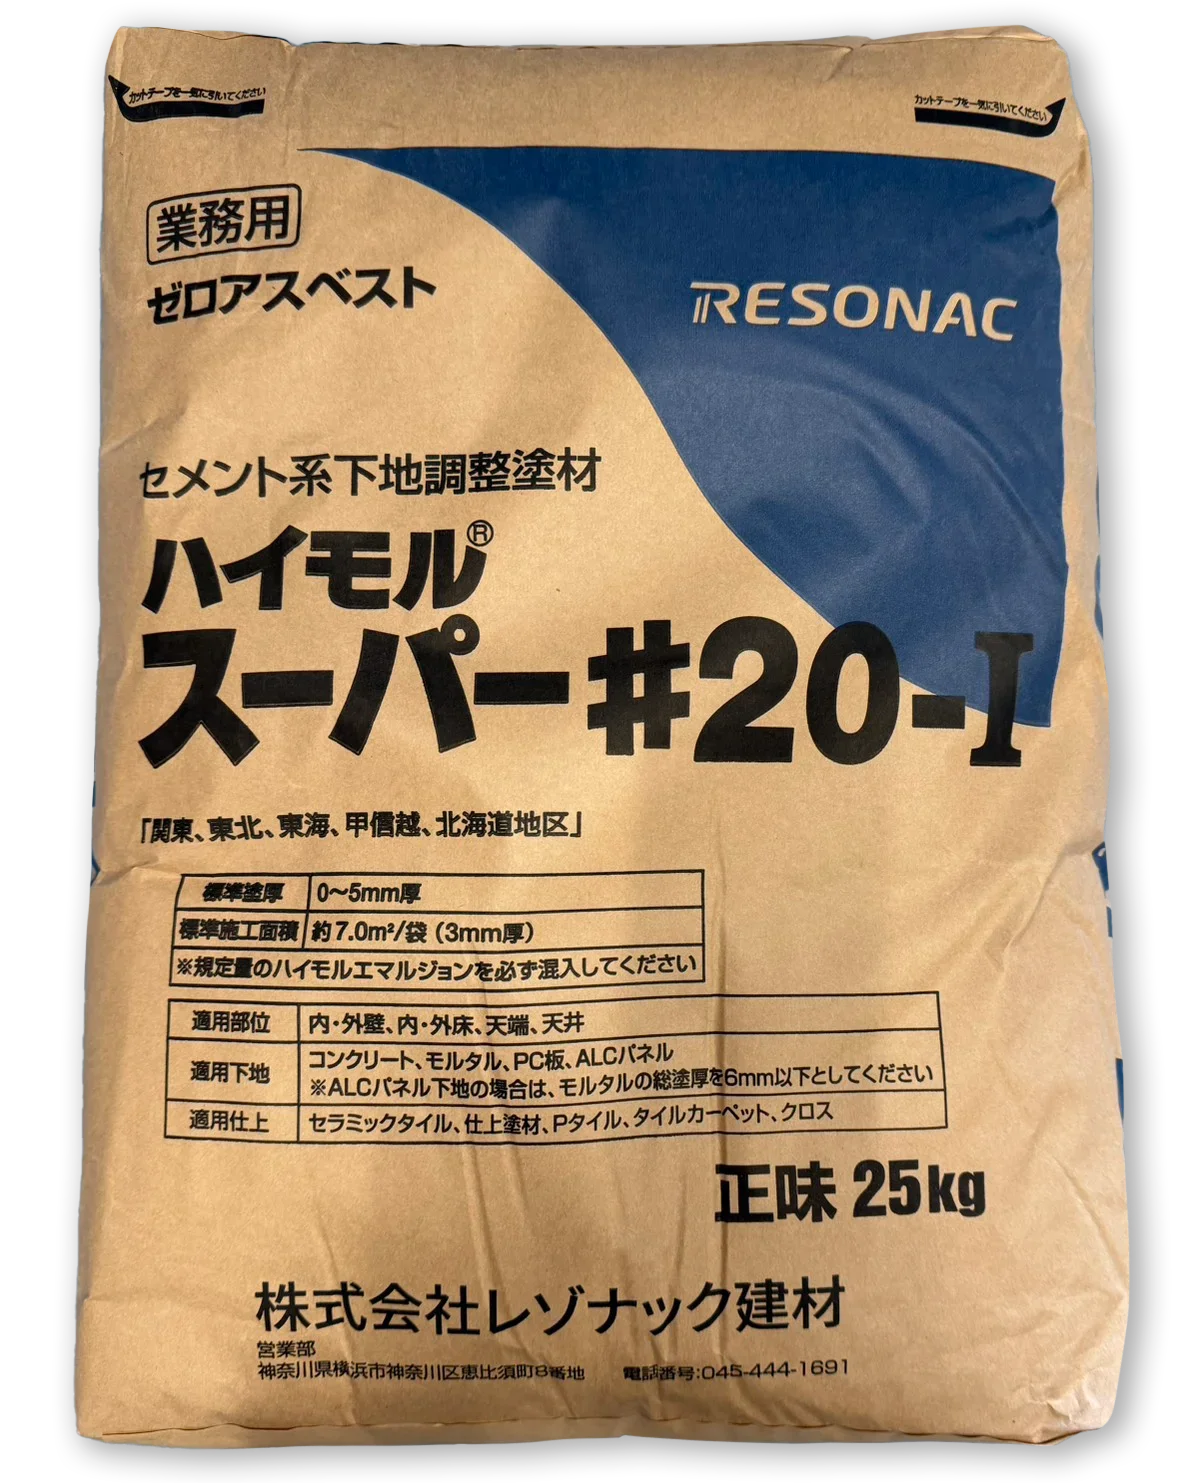 カットテープを一気に引いてください
カットテープを一気に引いてください
業務用
ゼロアスベスト
RESONAC
セメント系下地調整塗材
ハイモル®
スーパー#20-I
「関東、東北、東海、甲信越、北海道地区」
標準塗厚 0〜5mm厚
標準施工面積 約7.0m²/袋(3mm厚)
※規定量のハイモルエマルジョンを必ず混入してください
適用部位 内・外壁、内・外床、天端、天井
適用下地 コンクリート、モルタル、PC板、ALCパネル
※ALCパネル下地の場合は、モルタルの総塗厚を6mm以下としてください
適用仕上 セラミックタイル、仕上塗材、Pタイル、タイルカーペット、クロス
正味 25kg
株式会社レゾナック建材
営業部
神奈川県横浜市神奈川区恵比須町8番地 電話番号:045-444-1691